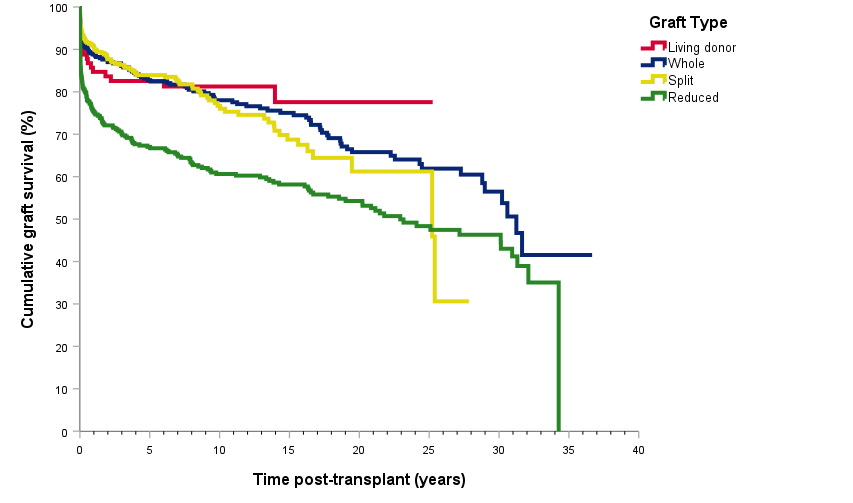 Graft Type
Living donor
Whole
Split
Reduced
Cumulative graft survival (%)
100
90
80
70
60
50
40
30
20
10
0
0 5 10 15 20 25 30 35 40
Time post-transplant (years)